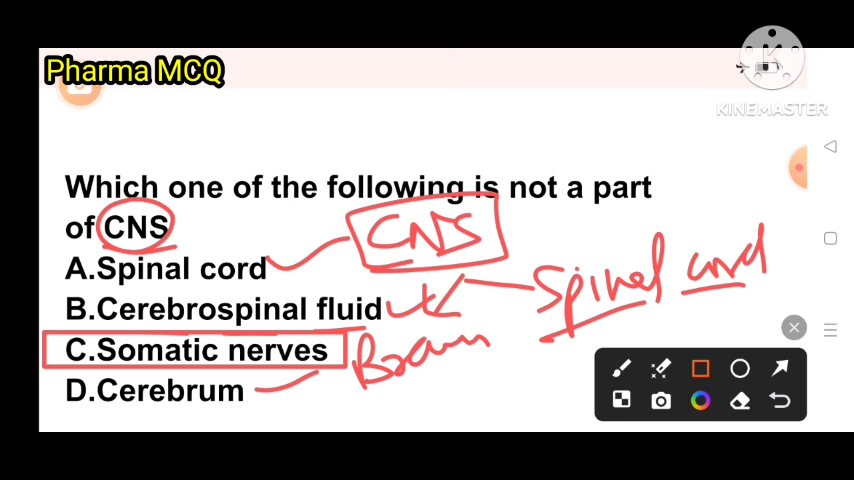 Pharma MCQ
KINEMASTER
Which one of the following is not a part
of CNS
CNS
A.Spinal cord
Spinal cord
B.Cerebrospinal fluid
C.Somatic nerves
Brain
D.Cerebrum